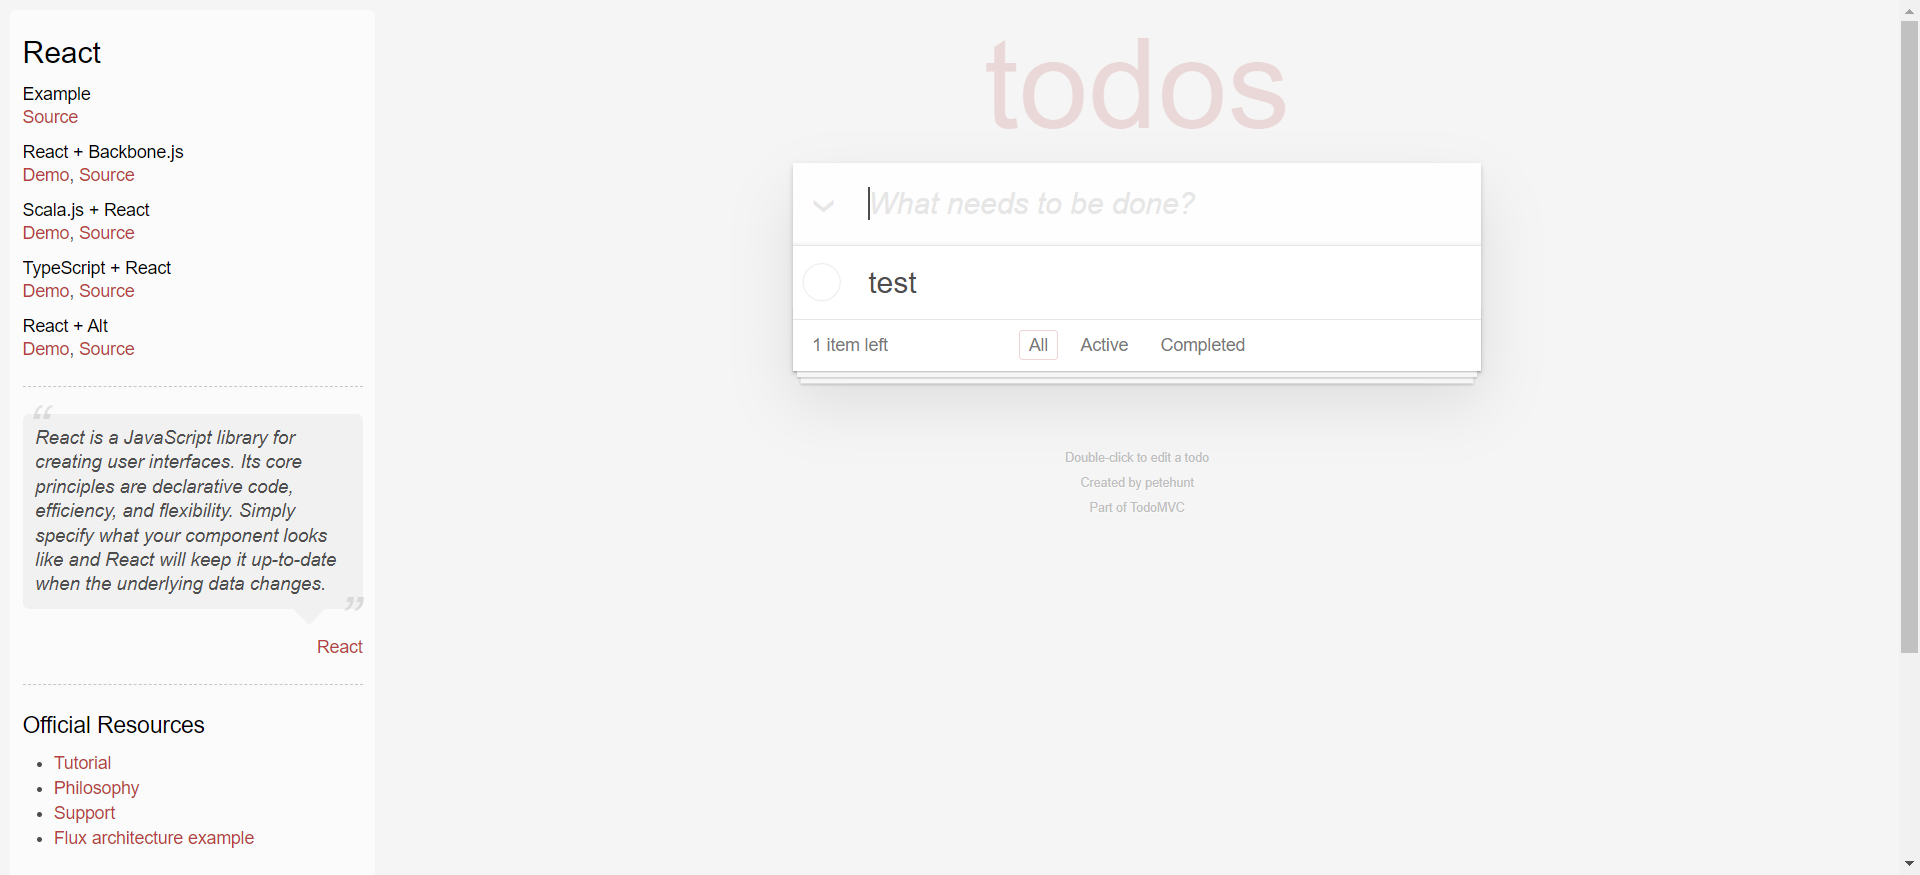 React
Example
Source
React + Backbone.js
Demo, Source
Scala.js + React
Demo, Source
TypeScript + React
Demo, Source
React + Alt
Demo, Source
“
React is a JavaScript library for
creating user interfaces. Its core
principles are declarative code,
efficiency, and flexibility. Simply
specify what your component looks
like and React will keep it up-to-date
when the underlying data changes.
”
React
Official Resources
• Tutorial
• Philosophy
• Support
• Flux architecture example
todos
What needs to be done?
test
1 item left All Active Completed
Double-click to edit a todo
Created by petehunt
Part of TodoMVC